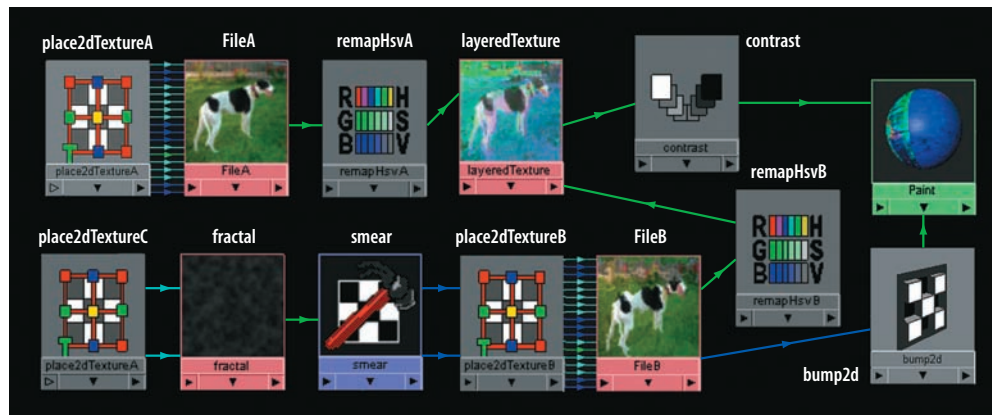 place2dTextureA
FileA
remapHsvA
layeredTexture
contrast
R H
G S
B V
place2dTextureA
FileA
remapHsvA
layeredTexture
contrast
remapHsvB
Paint
place2dTextureC
fractal
smear
place2dTextureB
FileB
R H
G S
B V
remapHsvB
place2dTextureA
fractal
smear
place2dTextureB
FileB
bump2d
bump2d